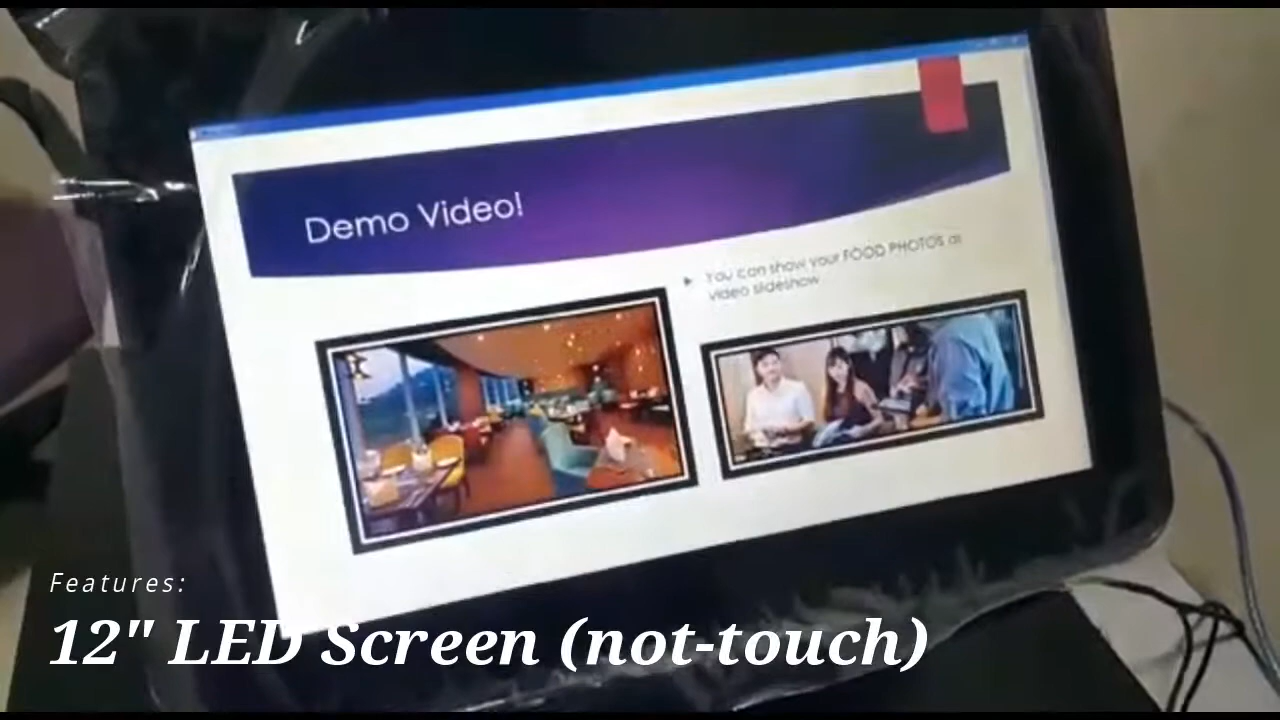 Demo Video!
You can show your FOOD PHOTOS as
video slideshow
Features:
12" LED Screen (not-touch)